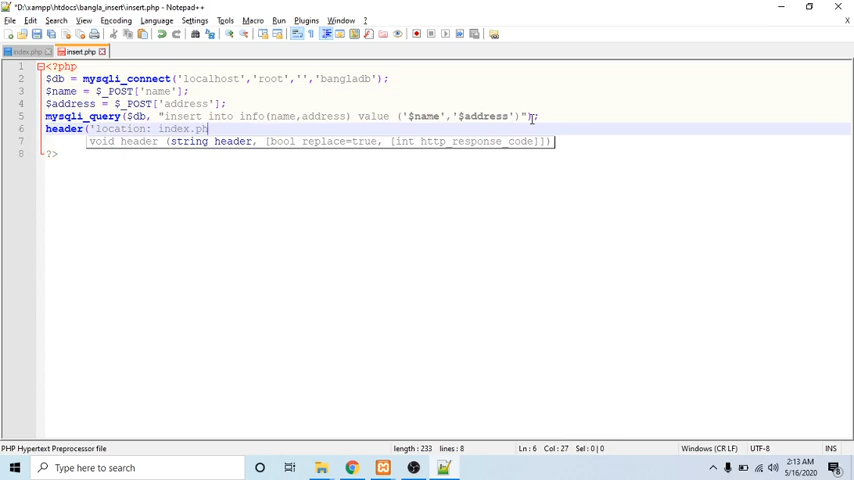 *D:\xampp\htdocs\bangla_insert\insert.php - Notepad++
File Edit Search View Encoding Language Settings Tools Macro Run Plugins Window ? X
index.php insert.php
1 <?php
2 $db = mysqli_connect('localhost','root','','bangladb');
3 $name = $_POST['name'];
4 $address = $_POST['address'];
5 mysqli_query($db, "insert into info(name,address) value ('$name','$address')");
6 header('location: index.ph
7 void header (string header, [bool replace=true, [int http_response_code]])
8 ?>
PHP Hypertext Preprocessor file length : 233 lines : 8 Ln : 6 Col : 27 Sel : 0 | 0 Windows (CR LF) UTF-8 INS
Type here to search 2:13 AM
5/16/2020